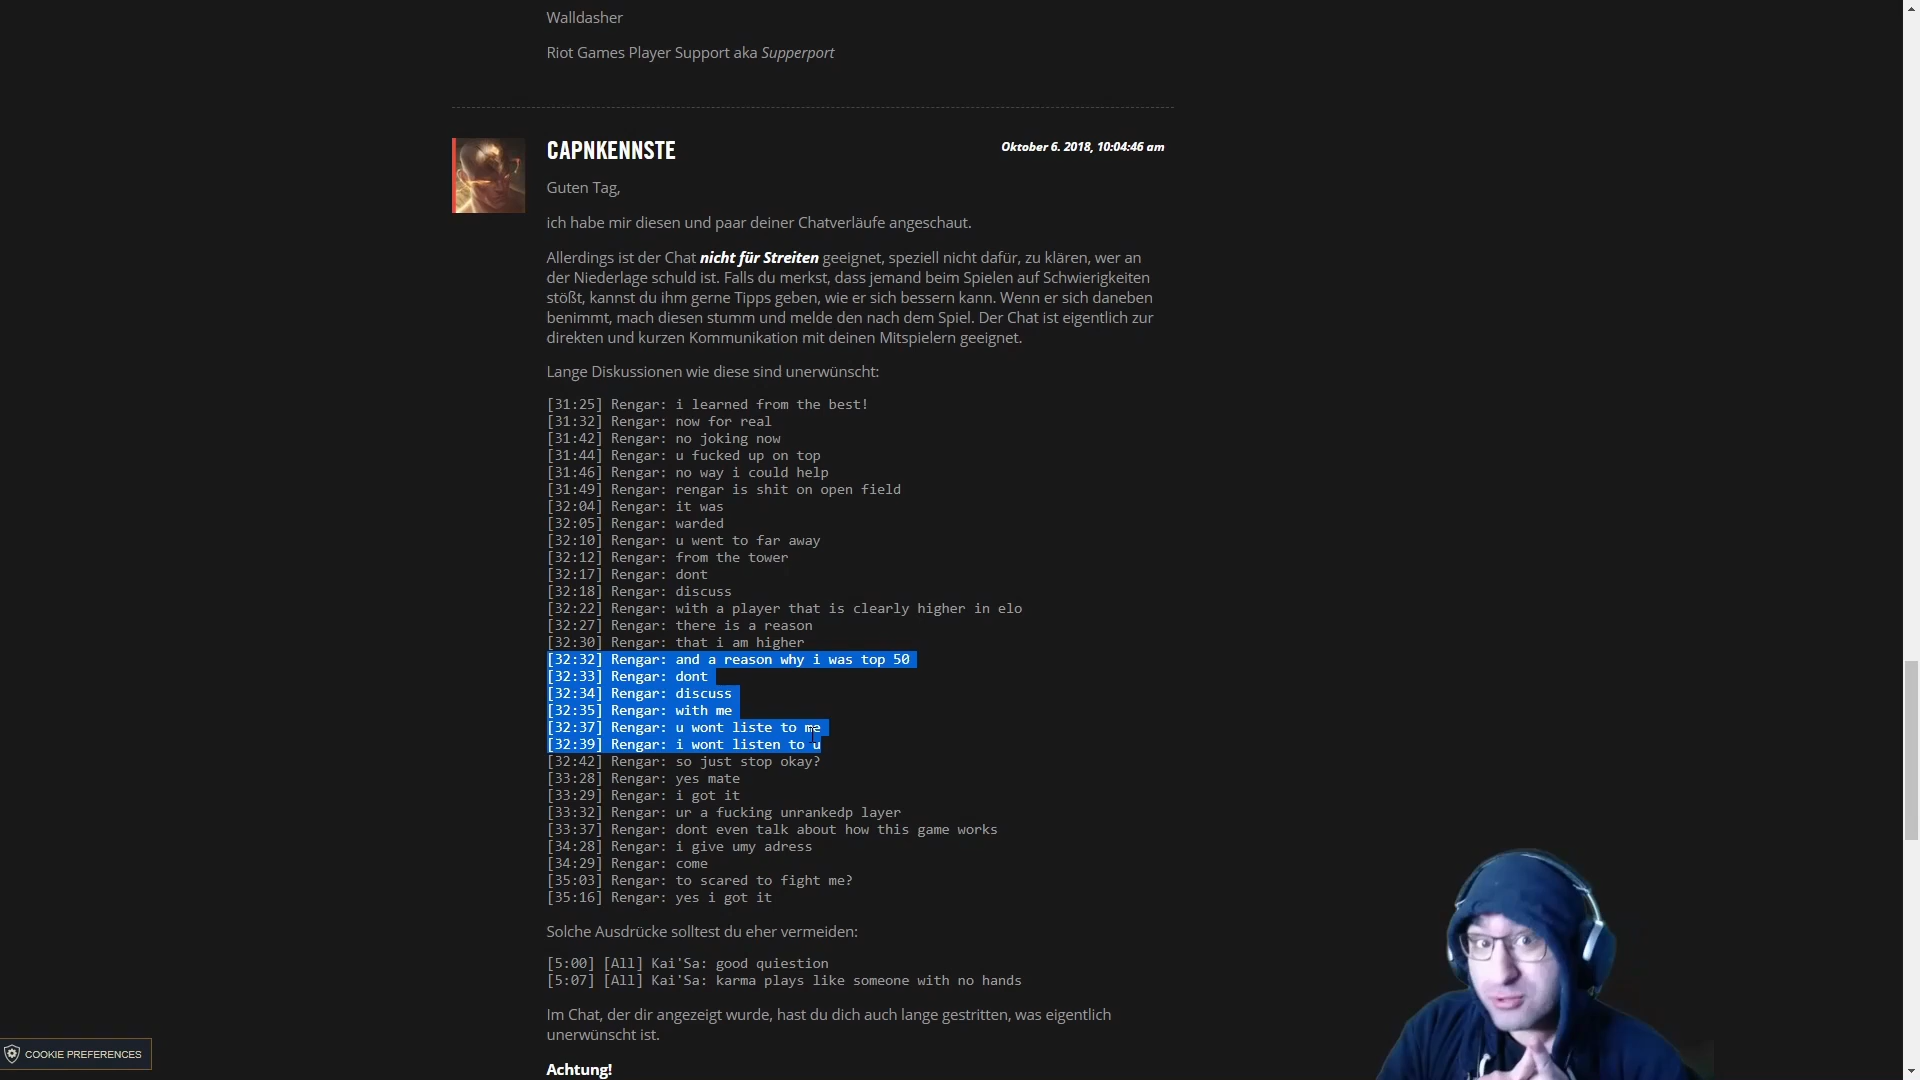 Walldasher
Riot Games Player Support aka Supperport
CAPNKENNSTE
Oktober 6. 2018, 10:04:46 am
Guten Tag,
ich habe mir diesen und paar deiner Chatverläufe angeschaut.
Allerdings ist der Chat nicht für Streiten geeignet, speziell nicht dafür, zu klären, wer an
der Niederlage schuld ist. Falls du merkst, dass jemand beim Spielen auf Schwierigkeiten
stößt, kannst du ihm gerne Tipps geben, wie er sich bessern kann. Wenn er sich daneben
benimmt, mach diesen stumm und melde den nach dem Spiel. Der Chat ist eigentlich zur
direkten und kurzen Kommunikation mit deinen Mitspielern geeignet.
Lange Diskussionen wie diese sind unerwünscht:
[31:25] Rengar: i learned from the best!
[31:32] Rengar: now for real
[31:42] Rengar: no joking now
[31:44] Rengar: u fucked up on top
[31:46] Rengar: no way i could help
[31:49] Rengar: rengar is shit on open field
[32:04] Rengar: it was
[32:05] Rengar: warded
[32:10] Rengar: u went to far away
[32:12] Rengar: from the tower
[32:17] Rengar: dont
[32:18] Rengar: discuss
[32:22] Rengar: with a player that is clearly higher in elo
[32:27] Rengar: there is a reason
[32:30] Rengar: that i am higher
[32:32] Rengar: and a reason why i was top 50
[32:33] Rengar: dont
[32:34] Rengar: discuss
[32:35] Rengar: with me
[32:37] Rengar: u wont liste to me
[32:39] Rengar: i wont listen to u
[32:42] Rengar: so just stop okay?
[33:28] Rengar: yes mate
[33:29] Rengar: i got it
[33:32] Rengar: ur a fucking unrankedp layer
[33:37] Rengar: dont even talk about how this game works
[34:28] Rengar: i give umy adress
[34:29] Rengar: come
[35:03] Rengar: to scared to fight me?
[35:16] Rengar: yes i got it
Solche Ausdrücke solltest du eher vermeiden:
[5:00] [All] Kai'Sa: good quiestion
[5:07] [All] Kai'Sa: karma plays like someone with no hands
Im Chat, der dir angezeigt wurde, hast du dich auch lange gestritten, was eigentlich
unerwünscht ist.
Achtung!
COOKIE PREFERENCES